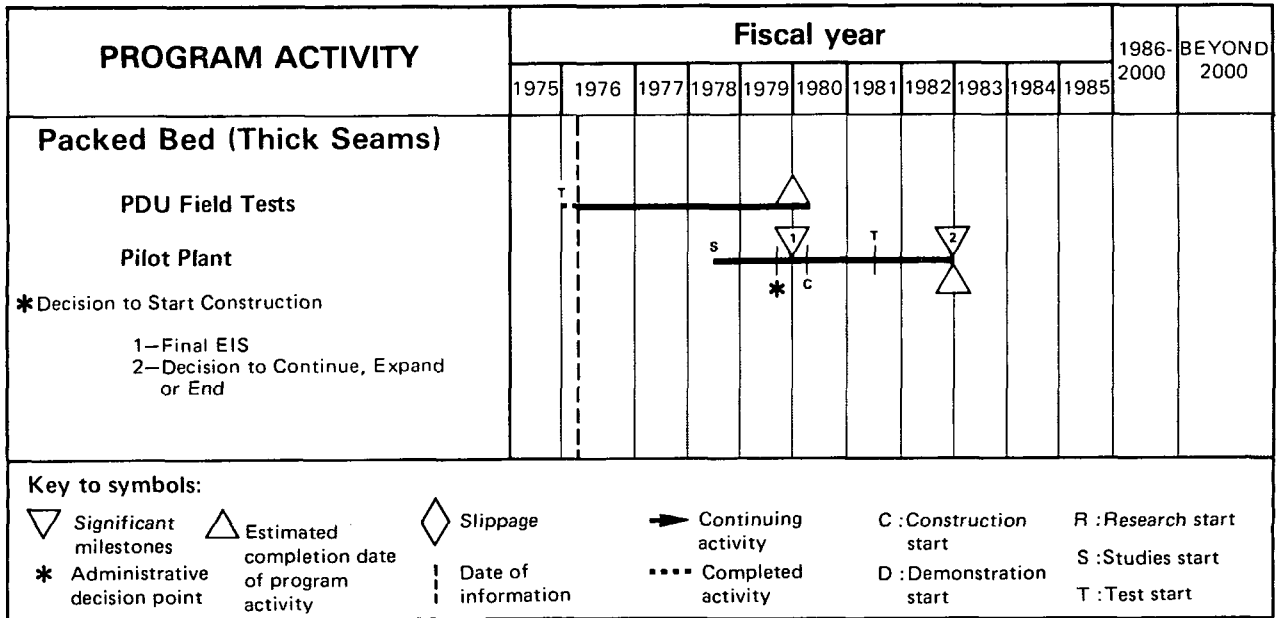 PROGRAM ACTIVITY
Fiscal year
1975 1976 1977 1978 1979 1980 1981 1982 1983 1984 1985
1986-
2000
BEYOND
2000
Packed Bed (Thick Seams)
T
PDU Field Tests
Pilot Plant
S 1 T 2
* C
*Decision to Start Construction
1—Final EIS
2—Decision to Continue, Expand
or End
Key to symbols:
Significant
milestones
* Administrative
decision point
Estimated
completion date
of program
activity
Slippage
Date of
information
Continuing
activity
Completed
activity
C :Construction
start
D :Demonstration
start
R :Research start
S :Studies start
T :Test start